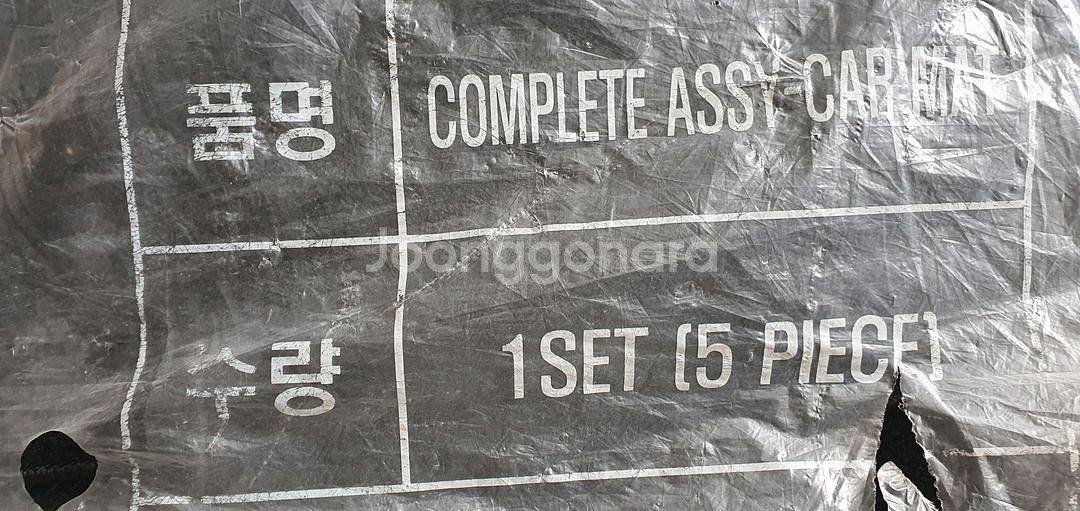 품명 COMPLETE ASSY-CAR MAT
Joonggonara
수량 1SET (5 PIECE)